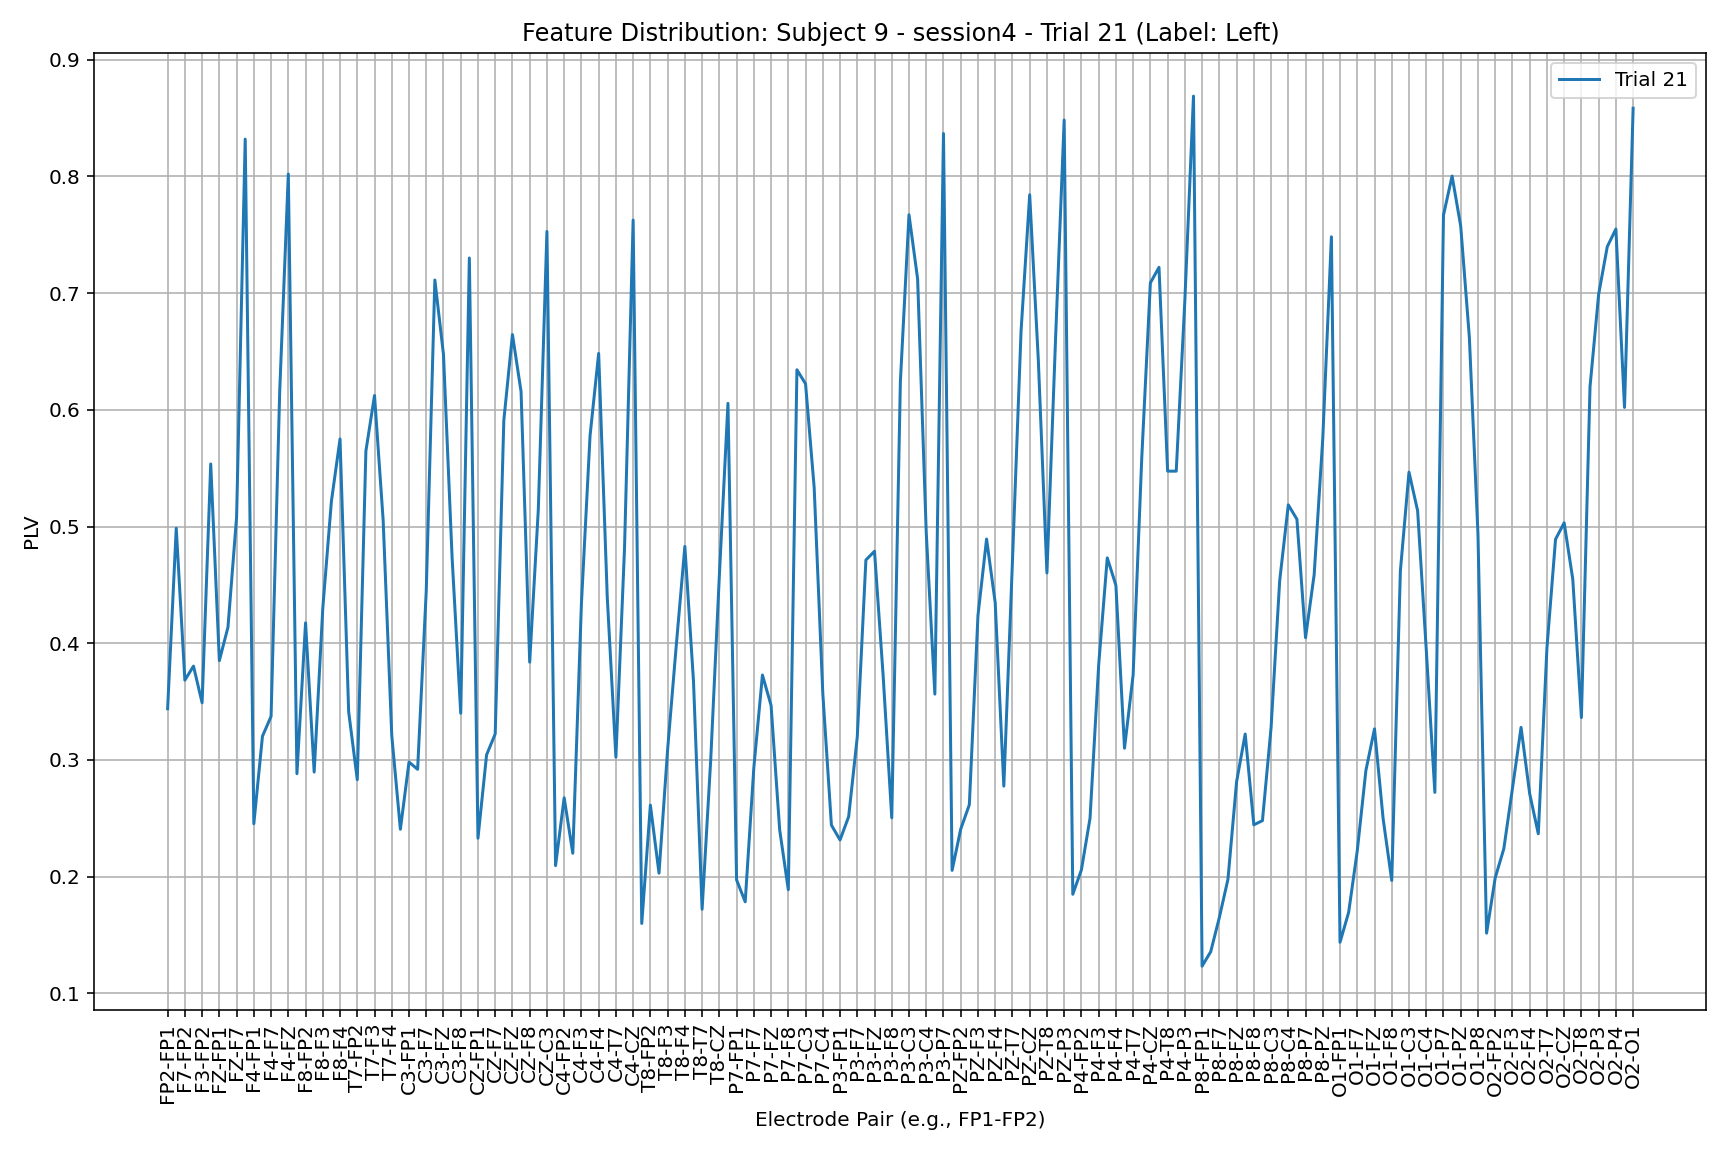 Feature Distribution: Subject 9 - session4 - Trial 21 (Label: Left)
Trial 21
0.9
0.8
0.7
0.6
0.5
0.4
0.3
0.2
0.1
PLV
FP2-FP1
F7-FP2
F3-FP2
FZ-FP1
FZ-F7
F4-FP1
F4-F7
F4-FZ
F8-FP2
F8-F3
F8-F4
T7-FP2
T7-F3
T7-F4
C3-FP1
C3-F7
C3-FZ
C3-F8
CZ-FP1
CZ-F7
CZ-FZ
CZ-F8
CZ-C3
C4-FP2
C4-F3
C4-F4
C4-T7
C4-CZ
T8-FP2
T8-F3
T8-F4
T8-T7
T8-CZ
P7-FP1
P7-F7
P7-FZ
P7-F8
P7-C3
P7-C4
P3-FP1
P3-F7
P3-FZ
P3-F8
P3-C3
P3-C4
P3-P7
PZ-FP2
PZ-F3
PZ-F4
PZ-T7
PZ-CZ
PZ-T8
PZ-P3
P4-FP2
P4-F3
P4-F4
P4-T7
P4-CZ
P4-T8
P4-P3
P8-FP1
P8-F7
P8-FZ
P8-F8
P8-C3
P8-C4
P8-P7
P8-PZ
O1-FP1
O1-F7
O1-FZ
O1-F8
O1-C3
O1-C4
O1-P7
O1-PZ
O1-P8
O2-FP2
O2-F3
O2-F4
O2-T7
O2-CZ
O2-T8
O2-P3
O2-P4
O2-O1
Electrode Pair (e.g., FP1-FP2)